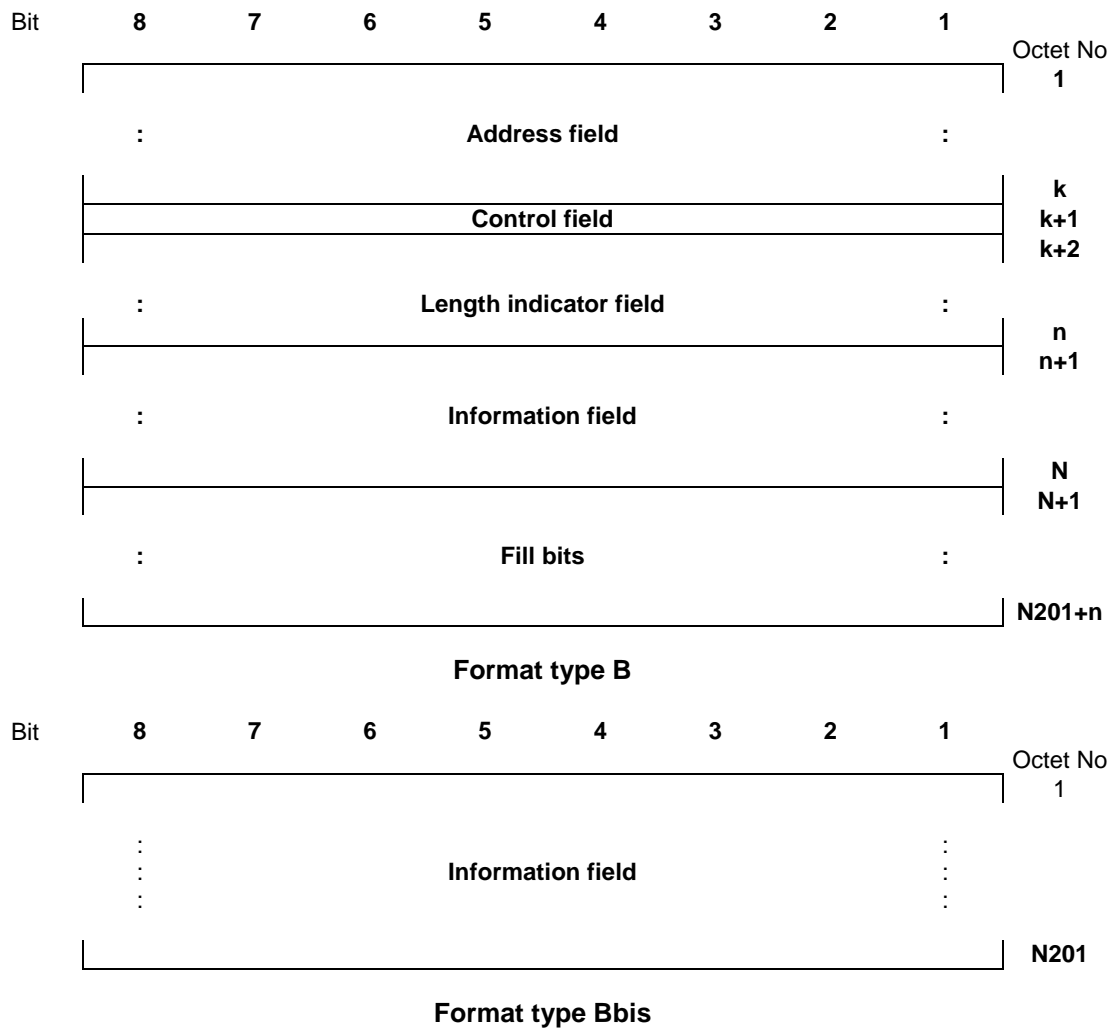 Bit 8 7 6 5 4 3 2 1
Octet No
1
: Address field :
k
Control field k+1
k+2
: Length indicator field :
n
n+1
: Information field :
N
N+1
: Fill bits :
N201+n
Format type B
Bit 8 7 6 5 4 3 2 1
Octet No
1
: :
: Information field :
: :
N201
Format type Bbis